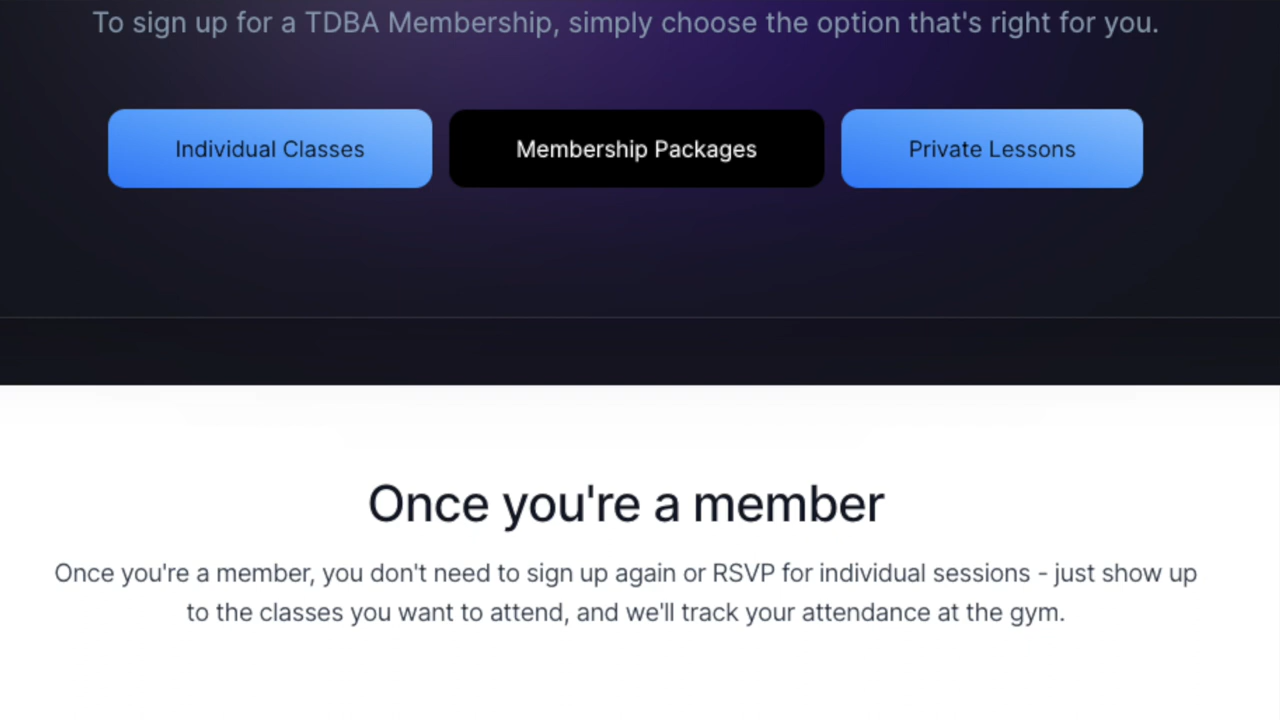 To sign up for a TDBA Membership, simply choose the option that's right for you.
Individual Classes
Membership Packages
Private Lessons
Once you're a member
Once you're a member, you don't need to sign up again or RSVP for individual sessions - just show up
to the classes you want to attend, and we'll track your attendance at the gym.